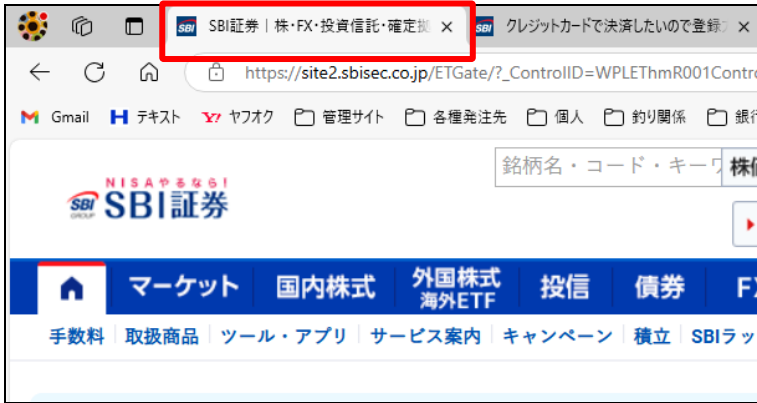 SBI証券｜株・FX・投資信託・確定拠
クレジットカードで決済したいので登録
https://site2.sbisec.co.jp/ETGate/?_ControlID=WPLEThmR001Contr
Gmail テキスト ヤフオク 管理サイト 各種発注先 個人 釣り関係 銀行
銘柄名・コード・キーワ 株価
NISAやるなら!
SBI GROUP SBI証券
マーケット 国内株式 外国株式 海外ETF 投信 債券 FX
手数料 取扱商品 ツール・アプリ サービス案内 キャンペーン 積立 SBIラッ